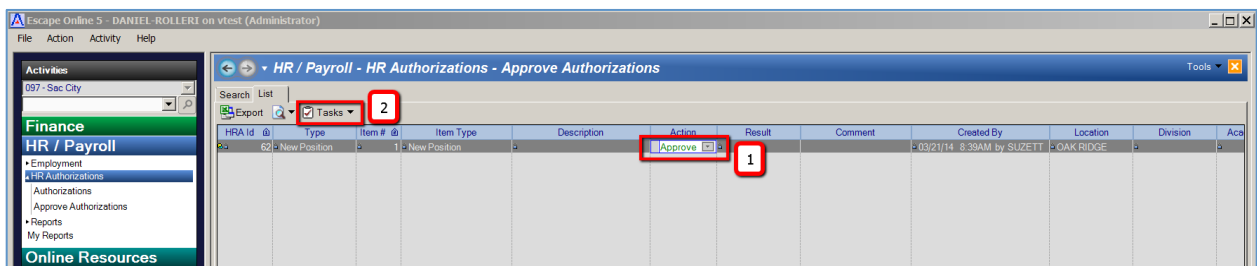 Escape Online 5 - DANIEL-ROLLERI on vtest (Administrator)
File Action Activity Help
Activities
HR / Payroll - HR Authorizations - Approve Authorizations
Tools
097 - Sac City
Search List
Export Tasks 2
Finance
HRA Id Type Item # Item Type Description Action Result Comment Created By Location Division Aca
HR / Payroll
62 New Position 1 New Position Approve 03/21/14 8:39AM by SUZETT OAK RIDGE
1
Employment
HR Authorizations
Authorizations
Approve Authorizations
Reports
My Reports
Online Resources